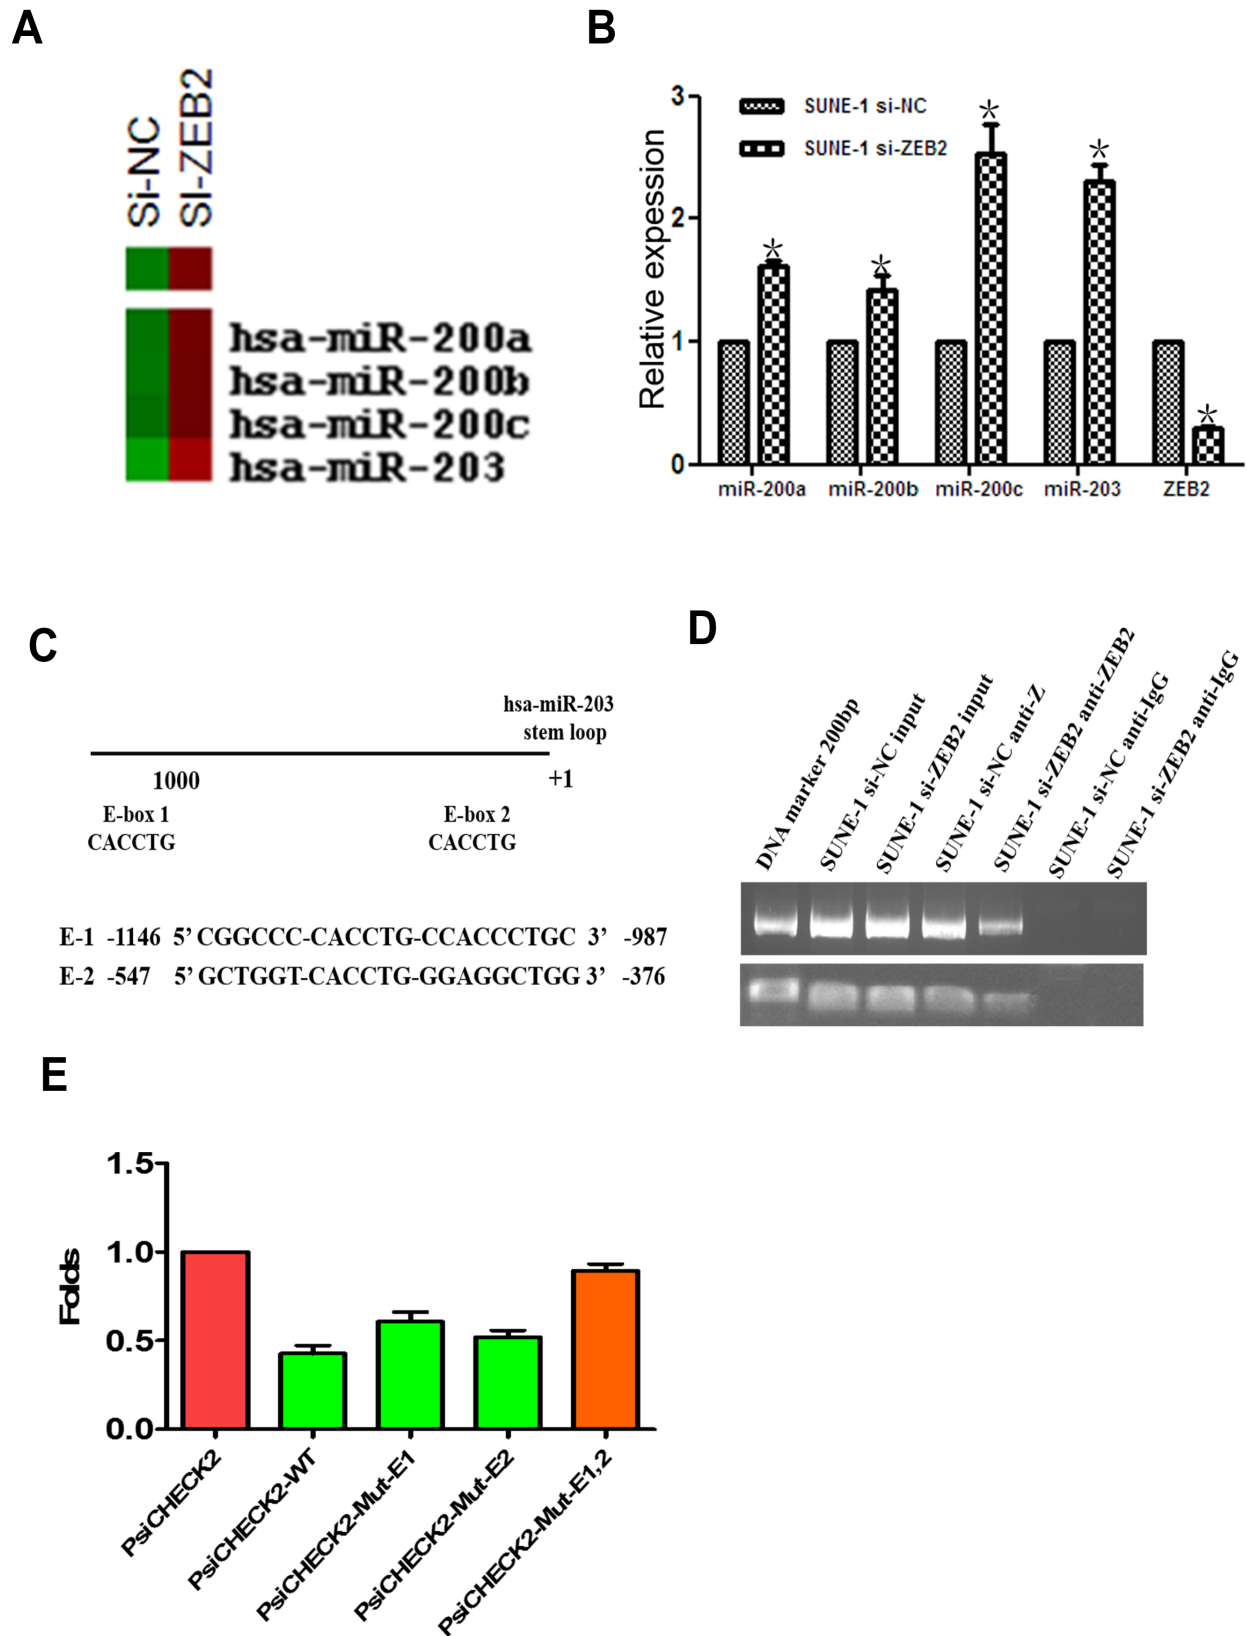 A
Si-NC
SI-ZEB2
hsa-miR-200a
hsa-miR-200b
hsa-miR-200c
hsa-miR-203
B
Relative expession
3
2
1
0
SUNE-1 si-NC
SUNE-1 si-ZEB2
*
*
*
*
*
miR-200a
miR-200b
miR-200c
miR-203
ZEB2
C
hsa-miR-203
stem loop
1000
+1
E-box 1
CACCTG
E-box 2
CACCTG
E-1 -1146 5’ CGGCCC-CACCTG-CCACCCTGC 3’ -987
E-2 -547 5’ GCTGGT-CACCTG-GGAGGCTGG 3’ -376
D
DNA marker 200bp
SUNE-1 si-NC input
SUNE-1 si-ZEB2 input
SUNE-1 si-NC anti-Z
SUNE-1 si-ZEB2 anti-ZEB2
SUNE-1 si-NC anti-IgG
SUNE-1 si-ZEB2 anti-IgG
E
Folds
1.5
1.0
0.5
0.0
PsiCHECK2
PsiCHECK2-WT
PsiCHECK2-Mut-E1
PsiCHECK2-Mut-E2
PsiCHECK2-Mut-E1,2